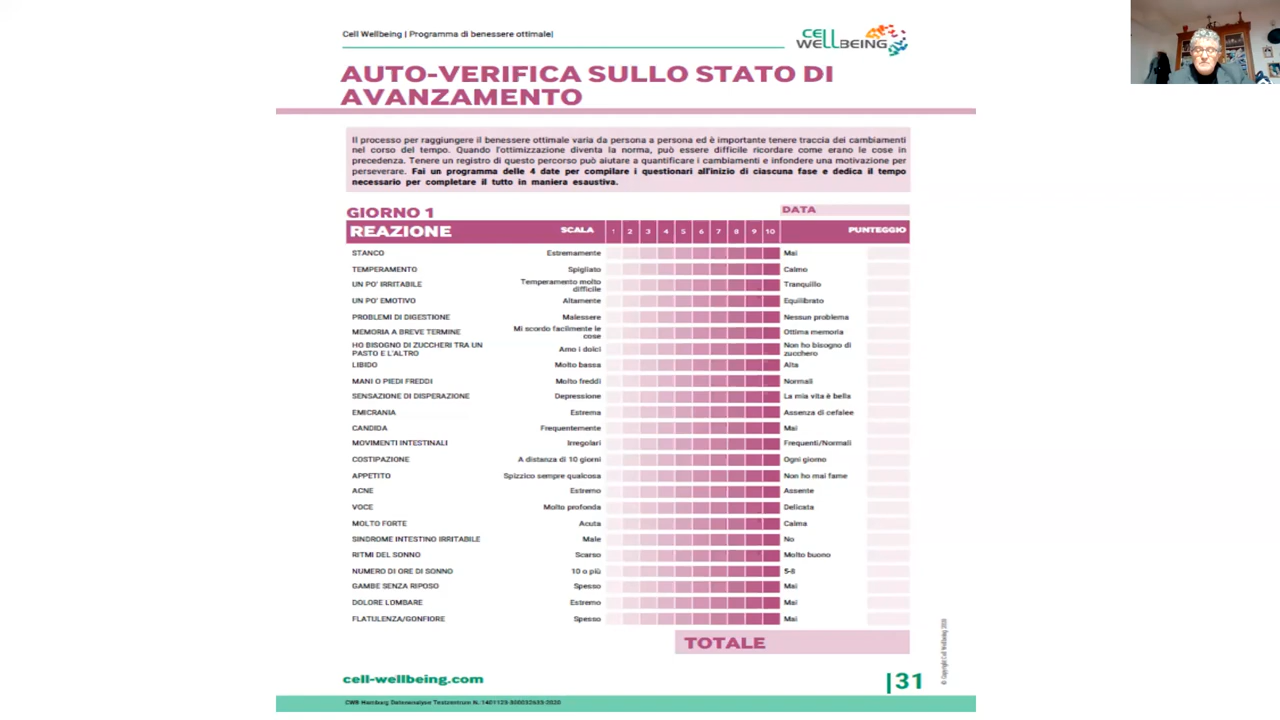 Cell Wellbeing | Programma di benessere ottimale|
CELL
WELLBEING
AUTO-VERIFICA SULLO STATO DI
AVANZAMENTO
Il processo per raggiungere il benessere ottimale varia da persona a persona ed è importante tenere traccia dei cambiamenti
nel corso del tempo. Quando l'ottimizzazione diventa la norma, può essere difficile ricordare come erano le cose in
precedenza. Tenere un registro di questo percorso può aiutare a quantificare i cambiamenti e infondere una motivazione per
perseverare. Fai un programma delle 4 date per compilare i questionari all'inizio di ciascuna fase e dedica il tempo
necessario per completare il tutto in maniera esaustiva.
GIORNO 1 DATA
REAZIONE SCALA 1 2 3 4 5 6 7 8 9 10 PUNTEGGIO
STANCO Estremamente Mai
TEMPERAMENTO Spigliato Calmo
UN PO' IRRITABILE Temperamento molto difficile Tranquillo
UN PO' EMOTIVO Altamente Equilibrato
PROBLEMI DI DIGESTIONE Malessere Nessun problema
MEMORIA A BREVE TERMINE Mi scordo facilmente le cose Ottima memoria
HO BISOGNO DI ZUCCHERI TRA UN PASTO E L'ALTRO Amo i dolci Non ho bisogno di zucchero
LIBIDO Molto bassa Alta
MANI O PIEDI FREDDI Molto freddi Normali
SENSAZIONE DI DISPERAZIONE Depressione La mia vita è bella
EMICRANIA Estrema Assenza di cefalee
CANDIDA Frequentemente Mai
MOVIMENTI INTESTINALI Irregolari Frequenti/Normali
COSTIPAZIONE A distanza di 10 giorni Ogni giorno
APPETITO Spizzico sempre qualcosa Non ho mai fame
ACNE Estremo Assente
VOCE Molto profonda Delicata
MOLTO FORTE Acuta Calma
SINDROME INTESTINO IRRITABILE Male No
RITMI DEL SONNO Scarso Molto buono
NUMERO DI ORE DI SONNO 10 o più 5-8
GAMBE SENZA RIPOSO Spesso Mai
DOLORE LOMBARE Estremo Mai
FLATULENZA/GONFIORE Spesso Mai
TOTALE
© Copyright Cell Wellbeing 2020
cell-wellbeing.com |31
CWB Hamburg Datenanalyse Testzentrum N.:1401123-300032633-2020